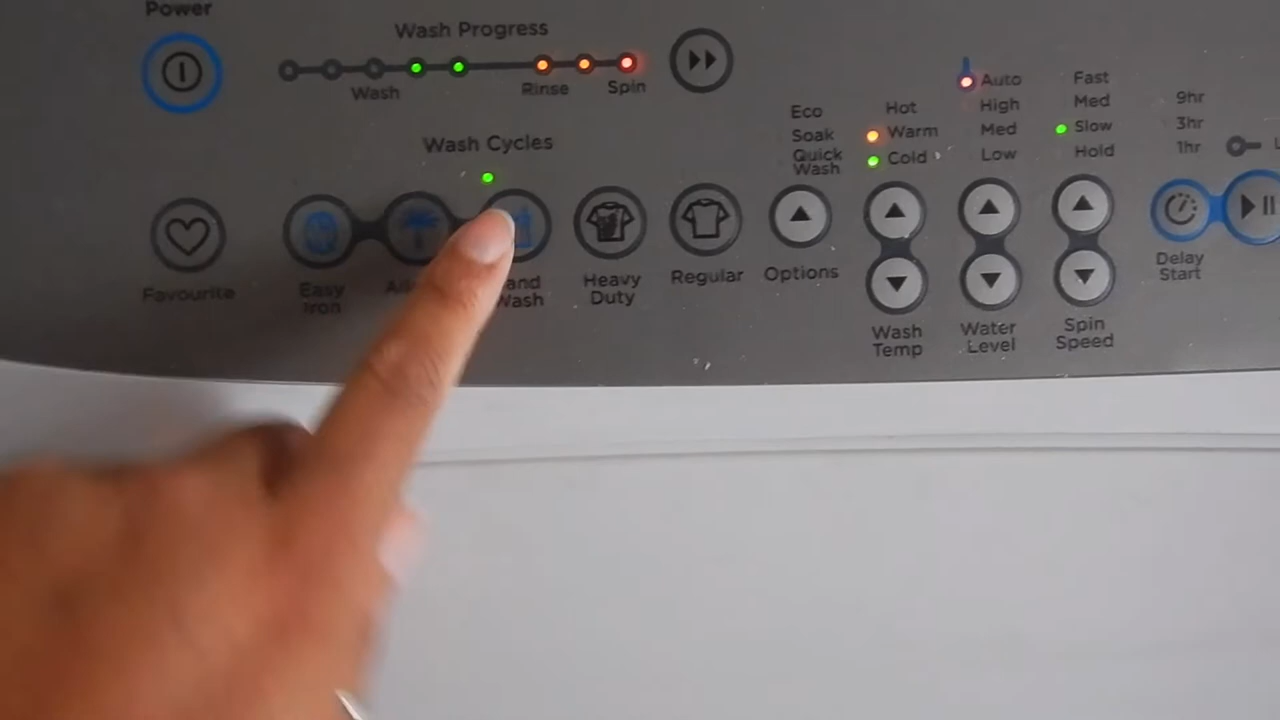 Power
Wash Progress
Wash
Rinse
Spin
Wash Cycles
Eco
Soak
Quick
Wash
Hot
Warm
Cold
Auto
High
Med
Low
Fast
Med
Slow
Hold
9hr
3hr
1hr
Favourite
Easy
Iron
and
Wash
Heavy
Duty
Regular
Options
Wash
Temp
Water
Level
Spin
Speed
Delay
Start